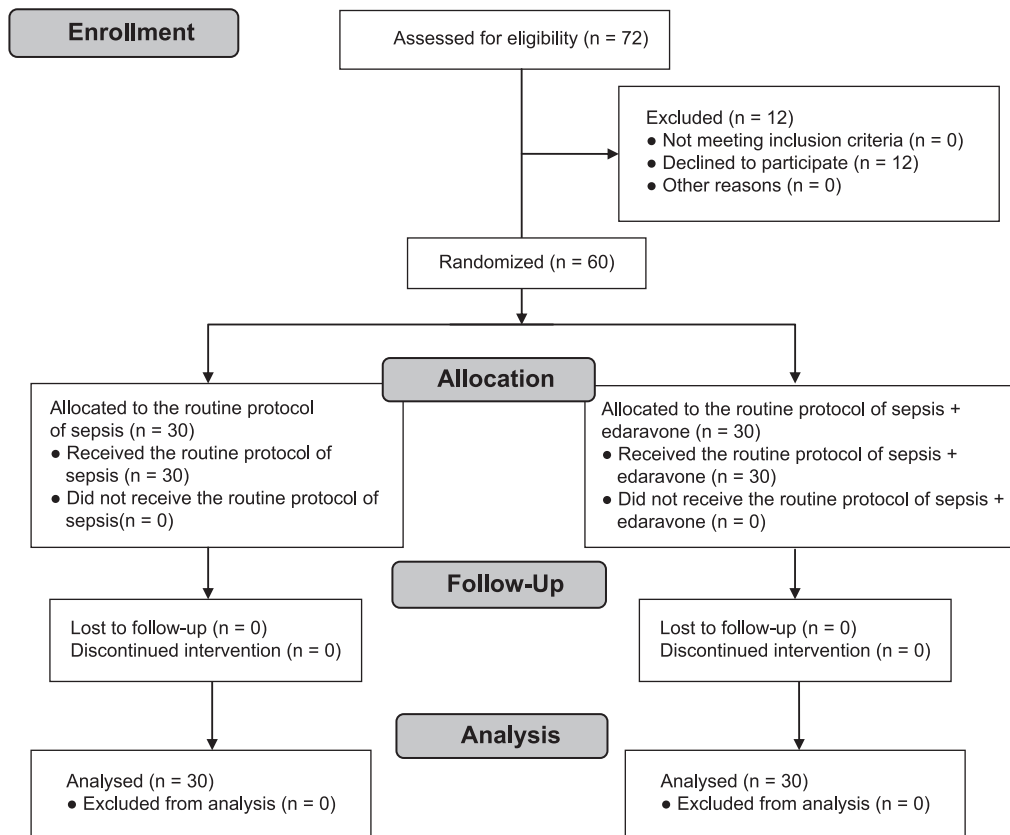 Enrollment
Assessed for eligibility (n = 72)
Excluded (n = 12)
● Not meeting inclusion criteria (n = 0)
● Declined to participate (n = 12)
● Other reasons (n = 0)
Randomized (n = 60)
Allocation
Allocated to the routine protocol
of sepsis (n = 30)
● Received the routine protocol of
sepsis (n = 30)
● Did not receive the routine protocol of
sepsis(n = 0)
Allocated to the routine protocol of sepsis +
edaravone (n = 30)
● Received the routine protocol of sepsis +
edaravone (n = 30)
● Did not receive the routine protocol of sepsis +
edaravone (n = 0)
Follow-Up
Lost to follow-up (n = 0)
Discontinued intervention (n = 0)
Lost to follow-up (n = 0)
Discontinued intervention (n = 0)
Analysis
Analysed (n = 30)
● Excluded from analysis (n = 0)
Analysed (n = 30)
● Excluded from analysis (n = 0)